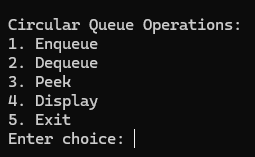 Circular Queue Operations:
1. Enqueue
2. Dequeue
3. Peek
4. Display
5. Exit
Enter choice: